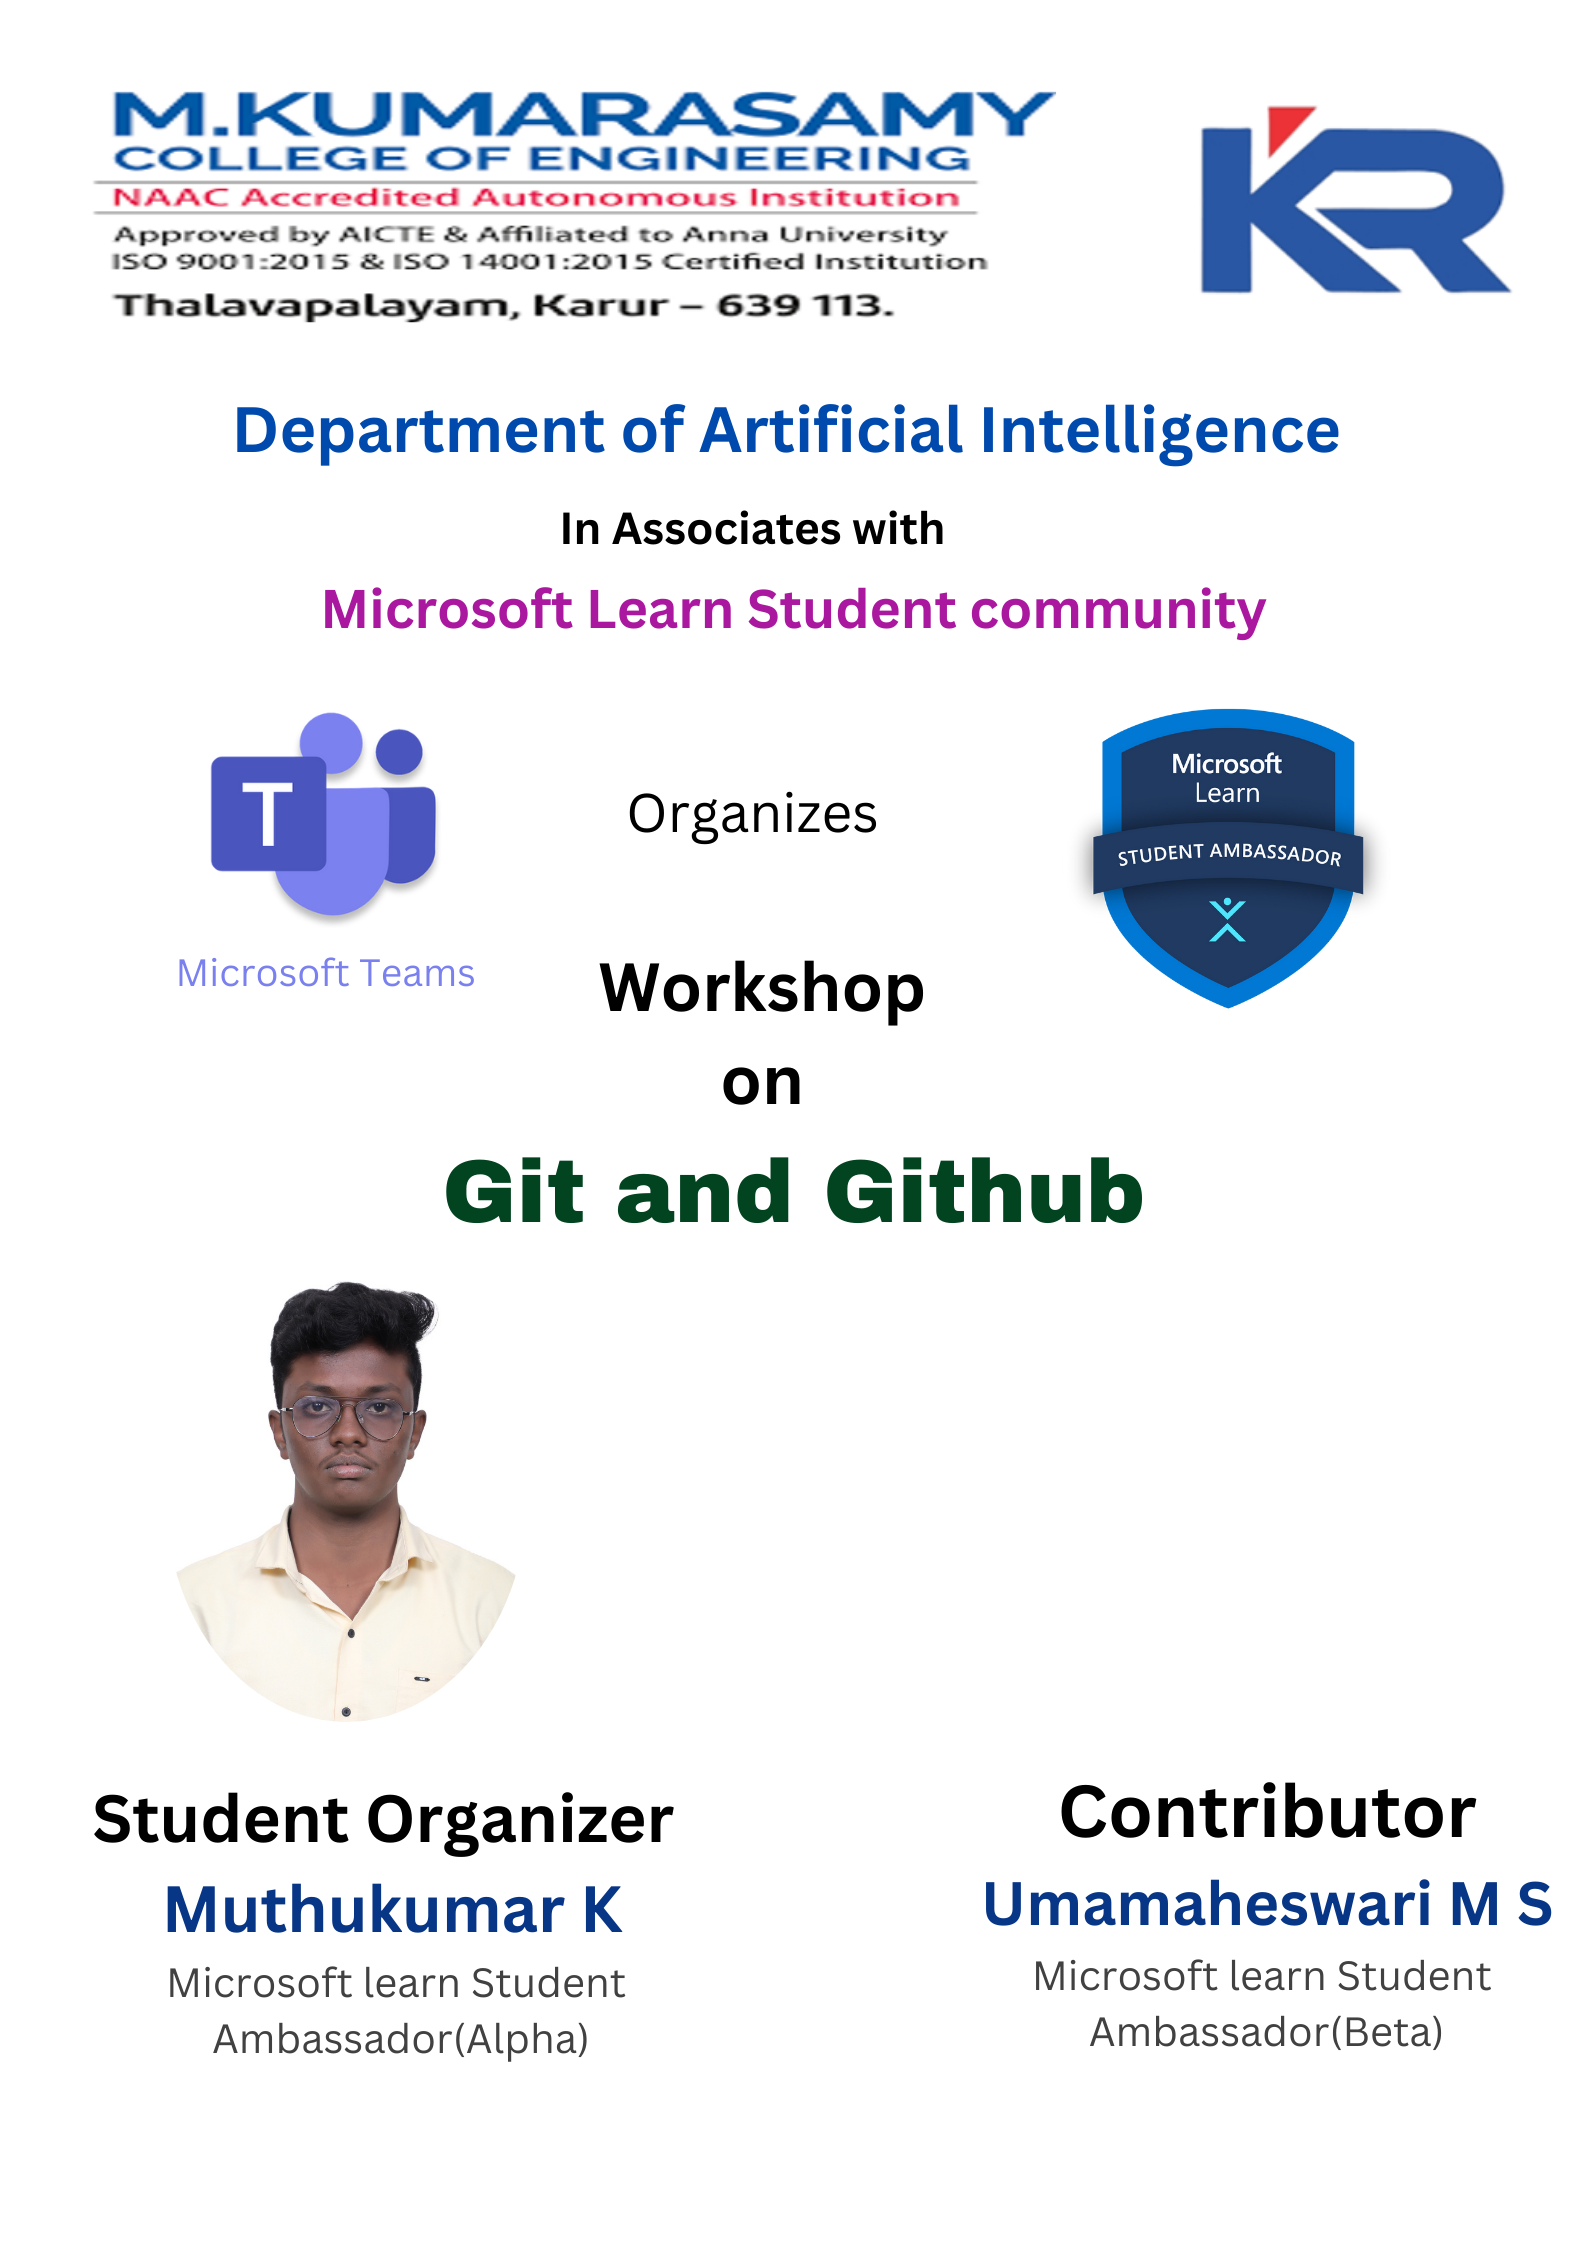 M.KUMARASAMY
COLLEGE OF ENGINEERING
NAAC Accredited Autonomous Institution
Approved by AICTE & Affiliated to Anna University
ISO 9001:2015 & ISO 14001:2015 Certified Institution
Thalavapalayam, Karur – 639 113.
KR
Department of Artificial Intelligence
In Associates with
Microsoft Learn Student community
T
Microsoft Teams
Organizes
Microsoft
Learn
STUDENT AMBASSADOR
Workshop
on
Git and Github
Student Organizer
Muthukumar K
Microsoft learn Student
Ambassador(Alpha)
Contributor
Umamaheswari M S
Microsoft learn Student
Ambassador(Beta)